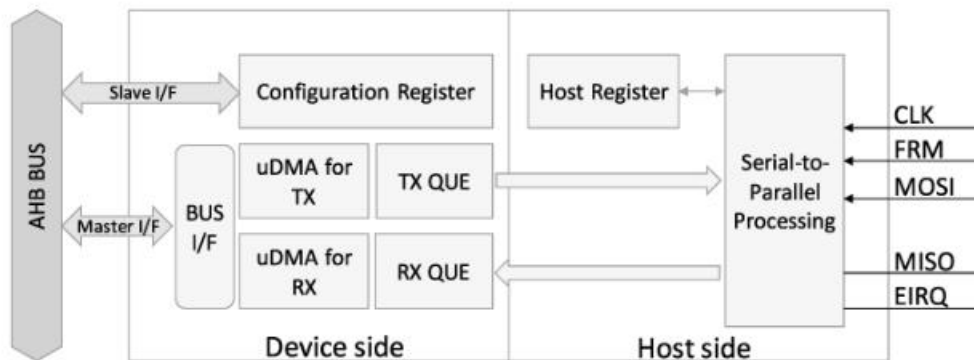 AHB BUS
Slave I/F
Master I/F
Configuration Register
BUS
I/F
uDMA for
TX
TX QUE
uDMA for
RX
RX QUE
Device side
Host Register
Serial-to-
Parallel
Processing
Host side
CLK
FRM
MOSI
MISO
EIRQ